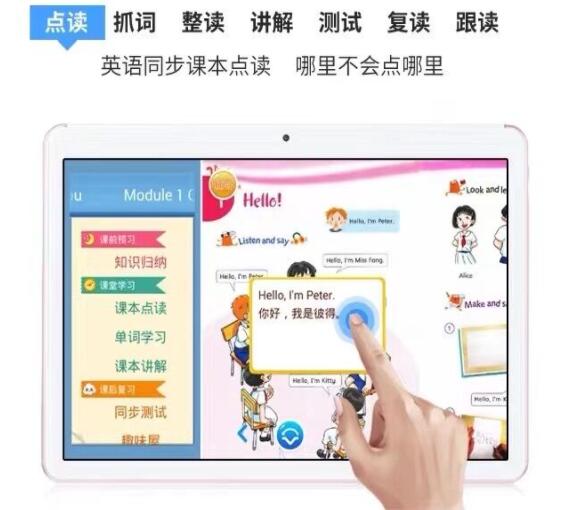 点读 抓词 整读 讲解 测试 复读 跟读
英语同步课本点读 哪里不会点哪里
Module 1
课前预习
知识归纳
课堂学习
课本点读
单词学习
课本讲解
课后复习
同步测试
趣味屋
Hello!
Hello, I'm Peter.
Look and
Listen and say
Hello, I'm Miss Fang.
Hello, I'm Peter.
Alice
Hello, I'm Peter.
你好，我是彼得。
Make and
1
Hello, I'm Kitty
Hello, I'm